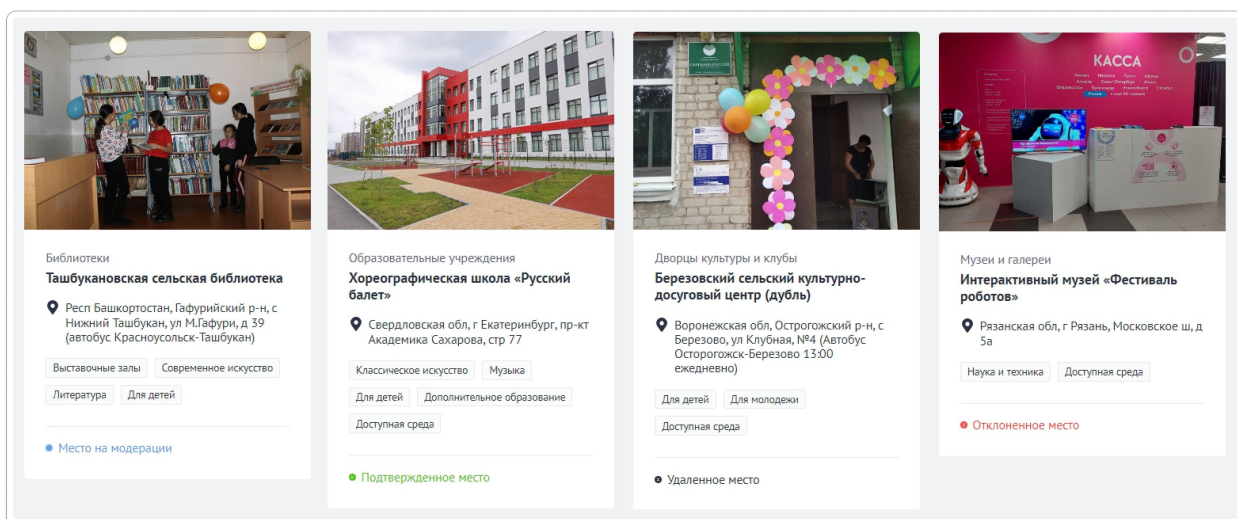 КАССА
Библиотеки
Ташбукановская сельская библиотека
Респ Башкортостан, Гафурийский р-н, с
Нижний Ташбукан, ул М.Гафури, д 39
(автобус Красноусольск-Ташбукан)
Выставочные залы
Современное искусство
Литература
Для детей
Место на модерации
Образовательные учреждения
Хореографическая школа «Русский
балет»
Свердловская обл, г Екатеринбург, пр-кт
Академика Сахарова, стр 77
Классическое искусство
Музыка
Для детей
Дополнительное образование
Доступная среда
Подтвержденное место
Дворцы культуры и клубы
Березовский сельский культурно-
досуговый центр (дубль)
Воронежская обл, Острогожский р-н, с
Березово, ул Клубная, №4 (Автобус
Осторогожск-Березово 13:00
ежедневно)
Для детей
Для молодежи
Доступная среда
Удаленное место
Музеи и галереи
Интерактивный музей «Фестиваль
роботов»
Рязанская обл, г Рязань, Московское ш, д
5а
Наука и техника
Доступная среда
Отклоненное место